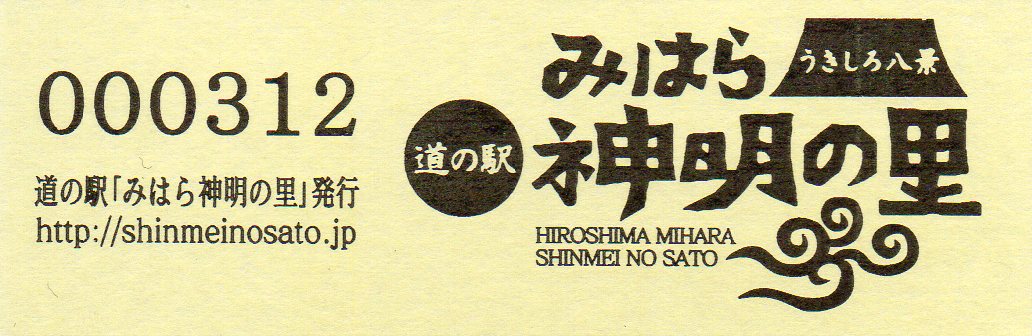 000312
道の駅「みはら神明の里」発行
http://shinmeinosato.jp
みはら
うきしろ八景
道の駅
神明の里
HIROSHIMA MIHARA
SHINMEI NO SATO